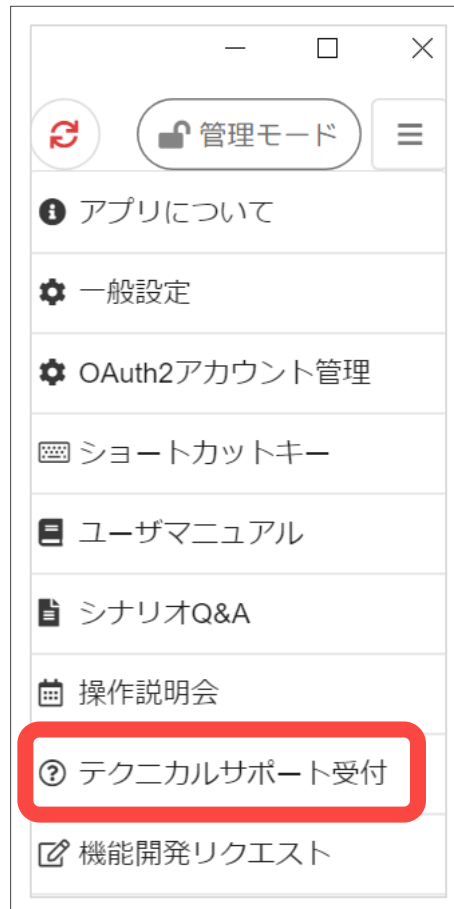 管理モード
アプリについて
一般設定
OAuth2アカウント管理
ショートカットキー
ユーザマニュアル
シナリオQ&A
操作説明会
テクニカルサポート受付
機能開発リクエスト